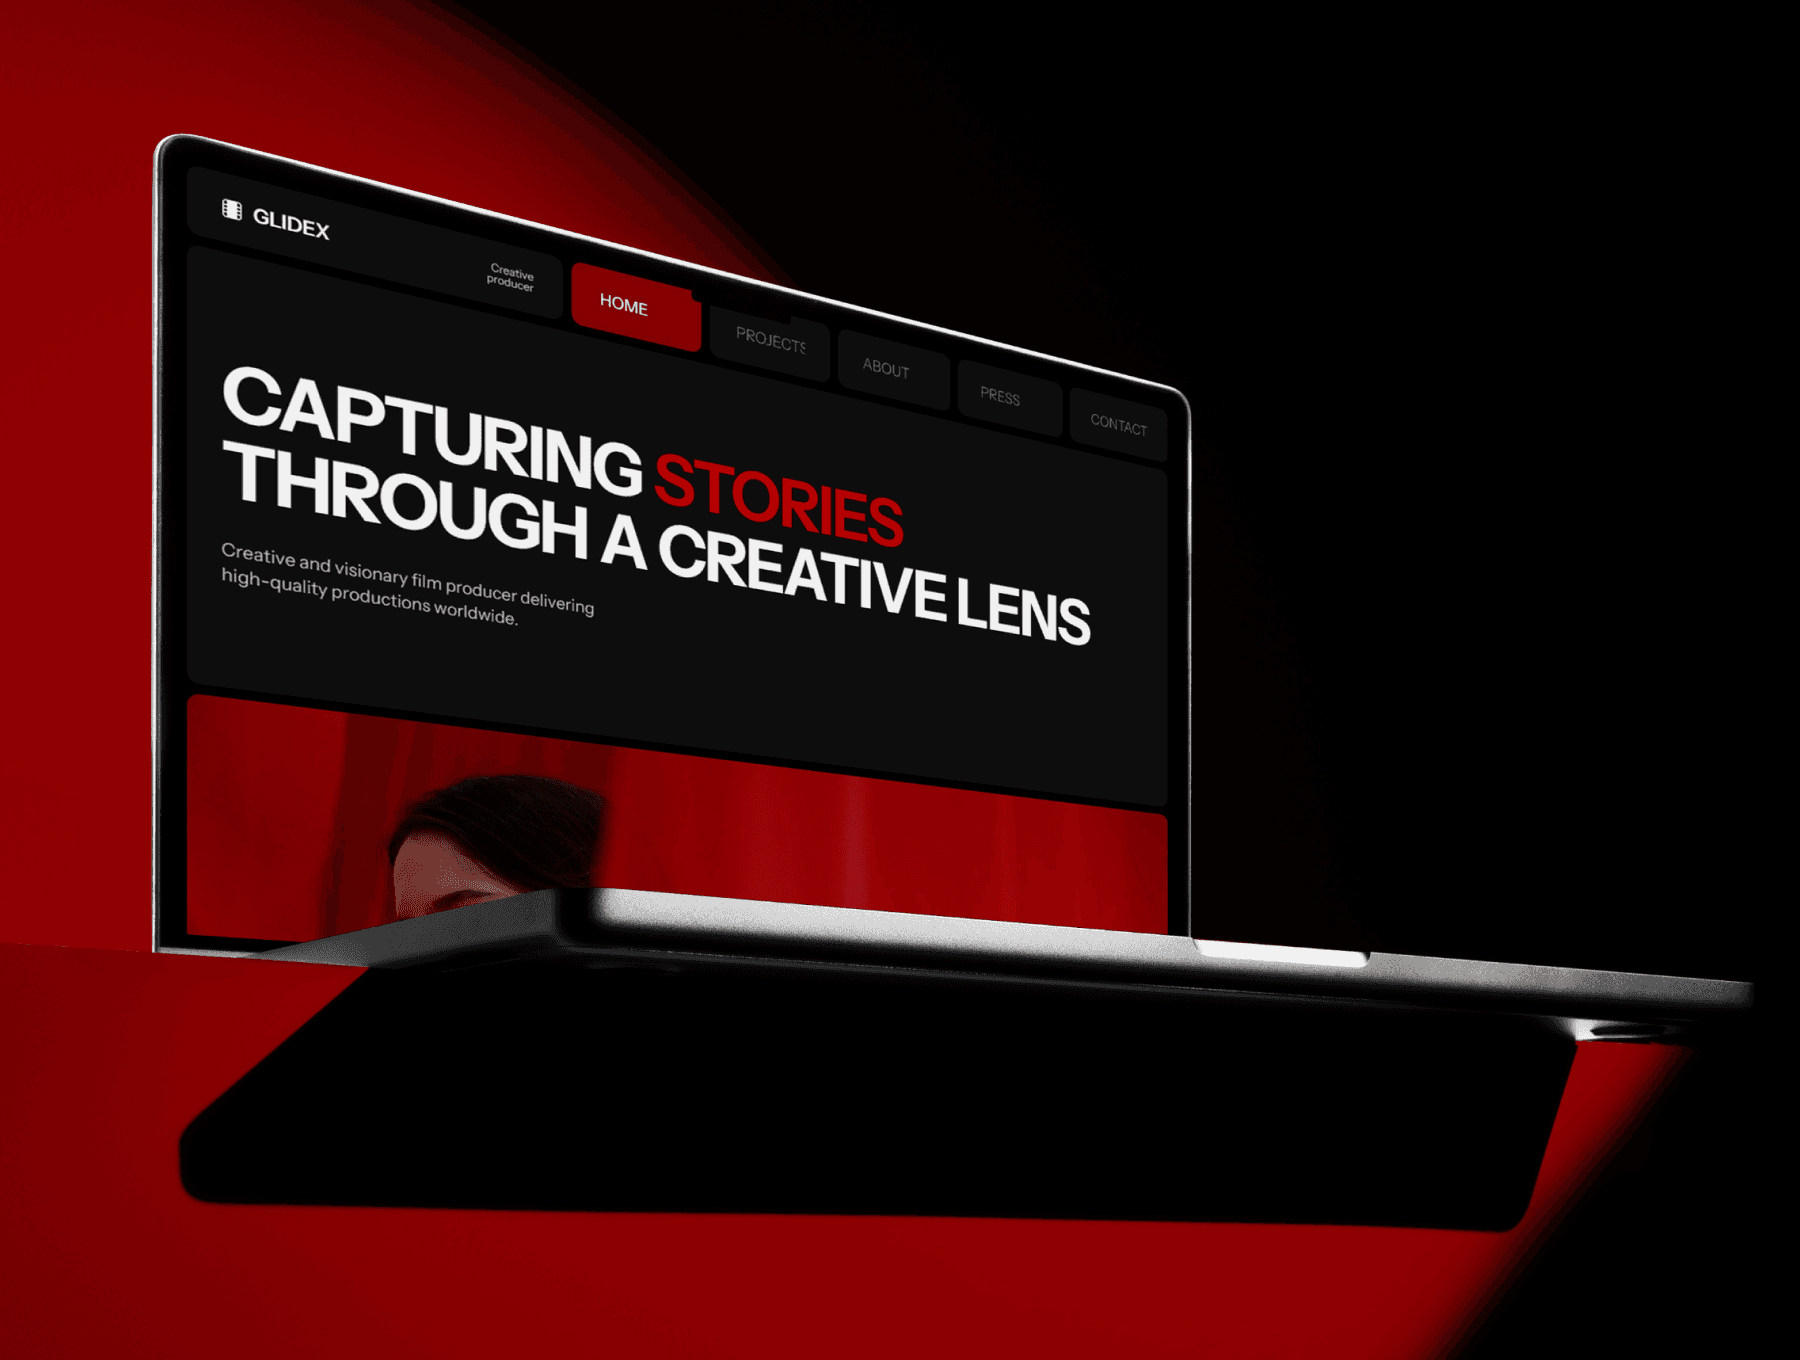 GLIDEX
Creative
producer
HOME
PROJECTS
ABOUT
PRESS
CONTACT
CAPTURING STORIES
THROUGH A CREATIVE LENS
Creative and visionary film producer delivering
high-quality productions worldwide.